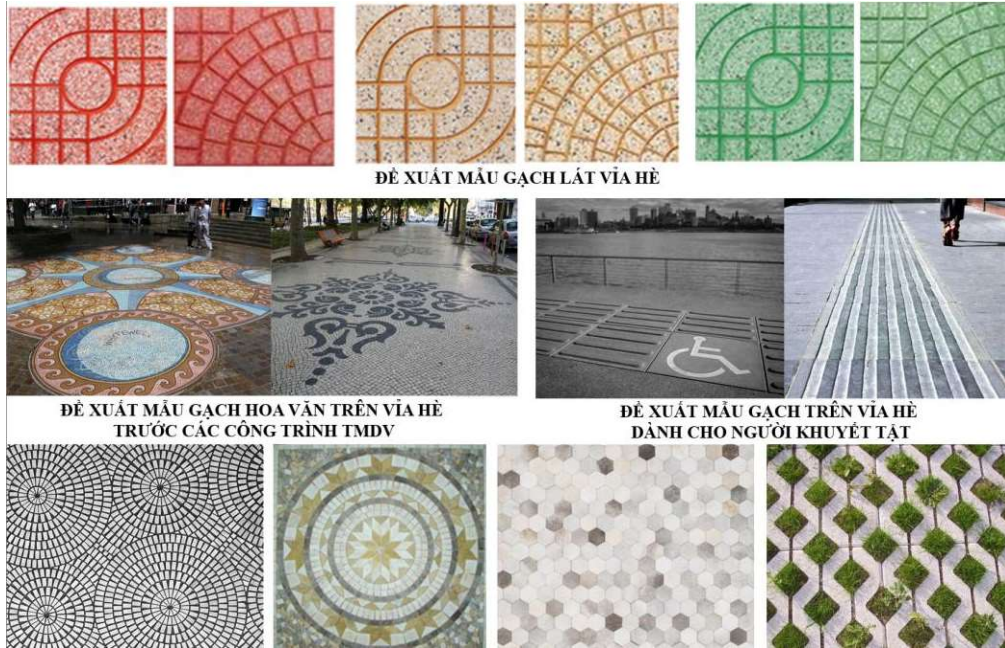 ĐỀ XUẤT MẪU GẠCH LÁT VỈA HÈ
ĐỀ XUẤT MẪU GẠCH HOA VĂN TRÊN VỈA HÈ
TRƯỚC CÁC CÔNG TRÌNH TMDV
ĐỀ XUẤT MẪU GẠCH TRÊN VỈA HÈ
DÀNH CHO NGƯỜI KHUYẾT TẬT